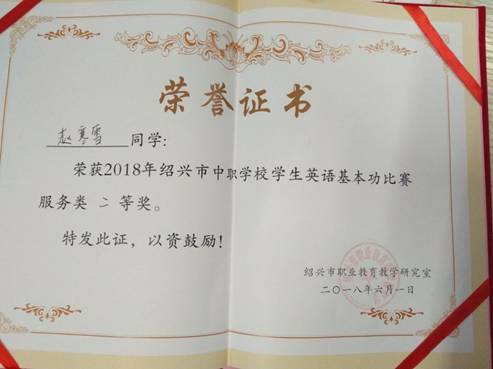 荣誉证书
赵寒雪 同学:
荣获2018年绍兴市中职学校学生英语基本功比赛
服务类 二 等奖。
特发此证，以资鼓励！
绍兴市职业教育教学研究室
二〇一八年六月一日